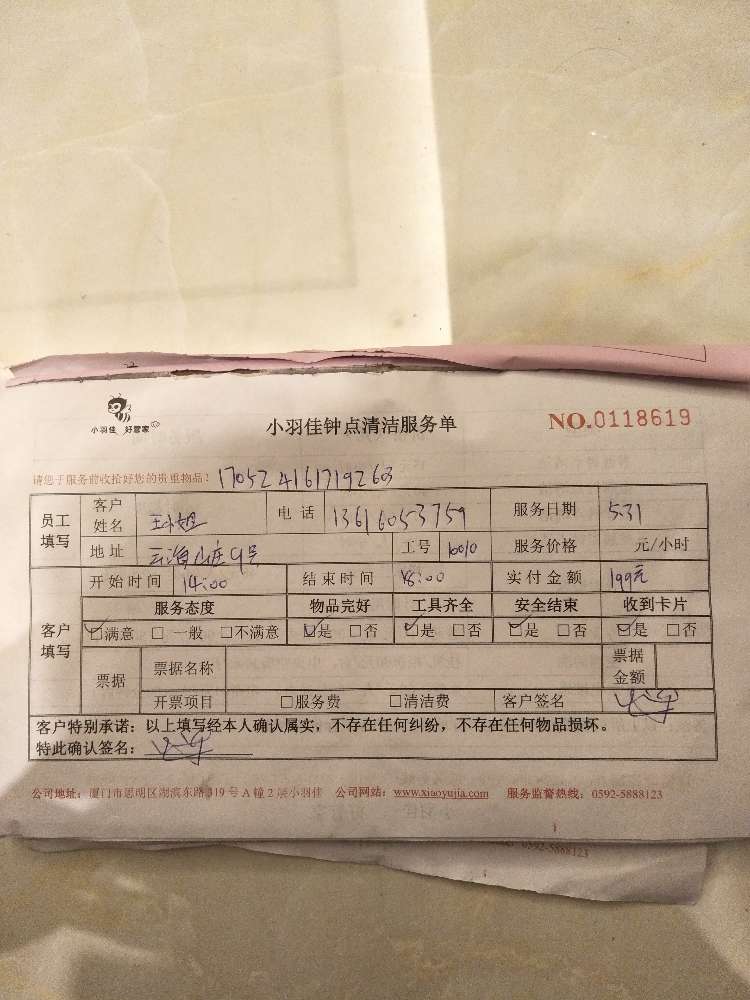 小羽佳 好管家
小羽佳钟点清洁服务单
NO.0118619
请您于服务前收拾好您的贵重物品! 1705241617192603
员工填写 客户姓名 王小姐 电话 13616053759 服务日期 5.31
地址 山庄9号 工号 10010 服务价格 元/小时
客户填写 开始时间 14:00 结束时间 18:00 实付金额 199元
服务态度 物品完好 工具齐全 安全结束 收到卡片
☑满意 □一般 □不满意 ☑是 □否 ☑是 □否 ☑是 □否 ☑是 □否
票据 票据名称 票据金额
开票项目 □服务费 □清洁费 客户签名
客户特别承诺：以上填写经本人确认属实，不存在任何纠纷，不存在任何物品损坏。
特此确认签名：
公司地址：厦门市思明区湖滨东路319号A幢2层小羽佳 公司网站：www.xiaoyujia.com 服务监督热线：0592-5888123
0592-5888123